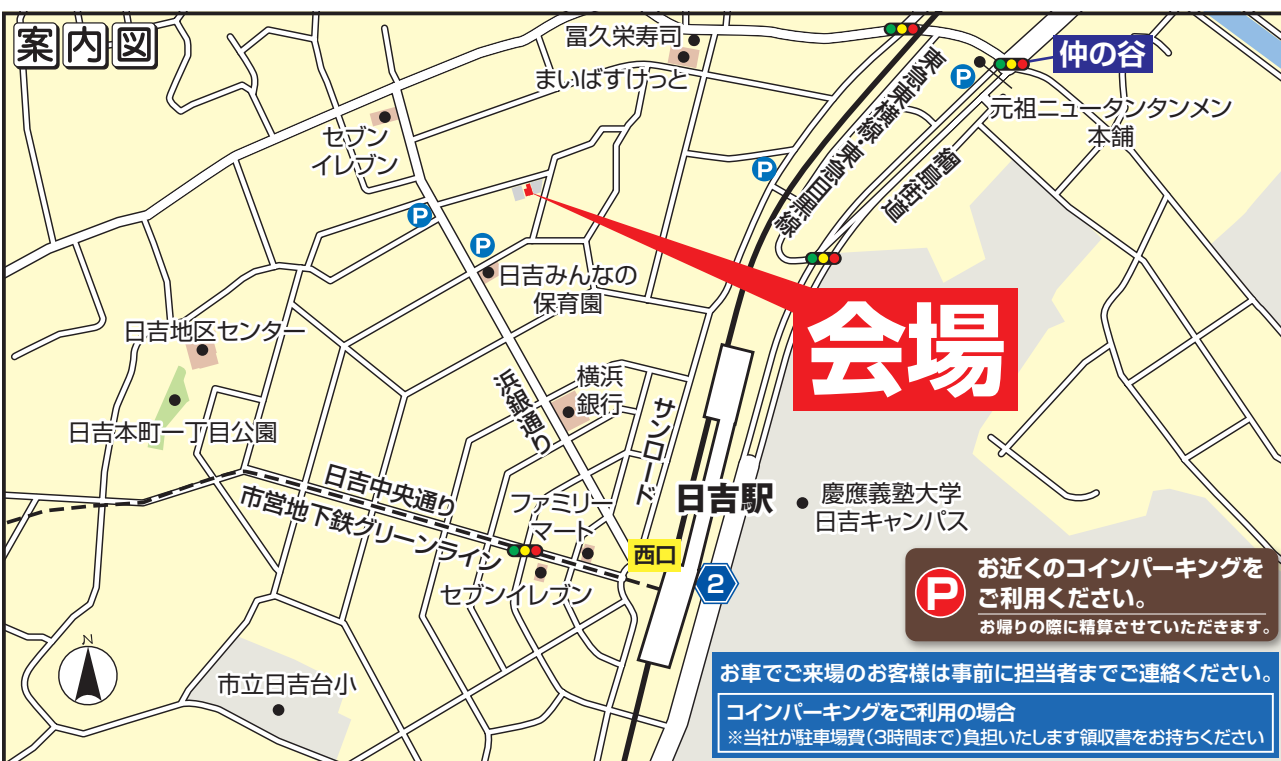 案内図
冨久栄寿司
まいばすけっと
セブン
イレブン
仲の谷
元祖ニュータンタンメン
本舗
東急東横線・東急目黒線
綱島街道
P
P
P
P
日吉みんなの
保育園
会場
日吉地区センター
日吉本町一丁目公園
浜銀通り
横浜
銀行
サンロード
日吉中央通り
市営地下鉄グリーンライン
ファミリー
マート
セブンイレブン
西口
日吉駅
2
慶應義塾大学
日吉キャンパス
N
市立日吉台小
P
お近くのコインパーキングを
ご利用ください。
お帰りの際に精算させていただきます。
お車でご来場のお客様は事前に担当者までご連絡ください。
コインパーキングをご利用の場合
※当社が駐車場費(3時間まで)負担いたします領収書をお持ちください